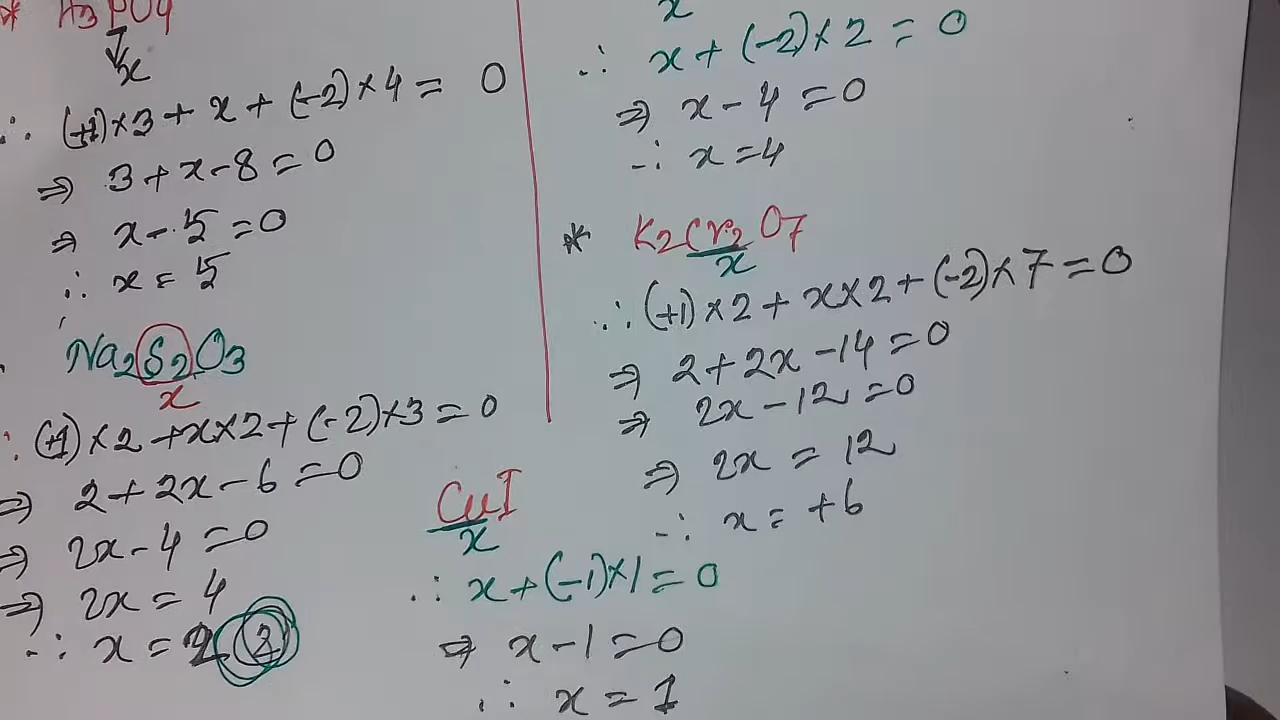 * H3PO4
x
∴ (+1)×3 + x + (-2)×4 = 0
⇒ 3 + x - 8 = 0
⇒ x - 5 = 0
∴ x = 5
Na2S2O3
x
∴ (+1)×2 + x×2 + (-2)×3 = 0
⇒ 2 + 2x - 6 = 0
⇒ 2x - 4 = 0
⇒ 2x = 4
∴ x = 2 2
CuI
x
∴ x + (-1)×1 = 0
⇒ x - 1 = 0
∴ x = 1
x
∴ x + (-2)×2 = 0
⇒ x - 4 = 0
∴ x = 4
* K2Cr2O7
x
∴ (+1)×2 + x×2 + (-2)×7 = 0
⇒ 2 + 2x - 14 = 0
⇒ 2x - 12 = 0
⇒ 2x = 12
∴ x = +6